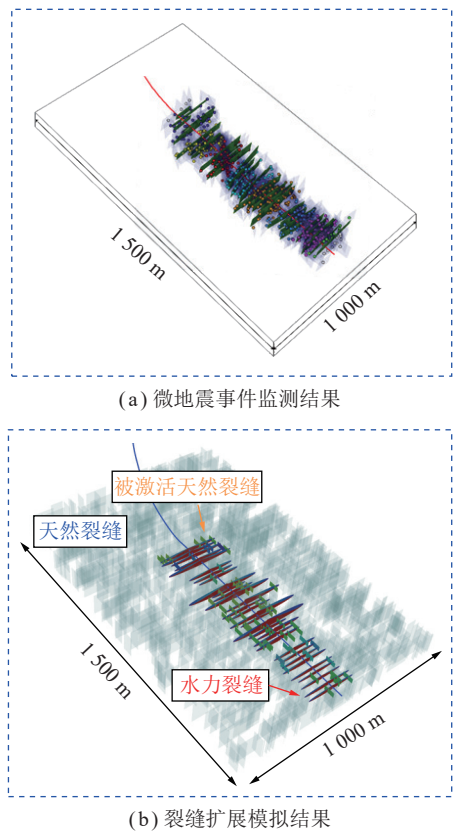 1 500 m
1 000 m
(a) 微地震事件监测结果
被激活天然裂缝
天然裂缝
1 500 m
水力裂缝
1 000 m
(b) 裂缝扩展模拟结果